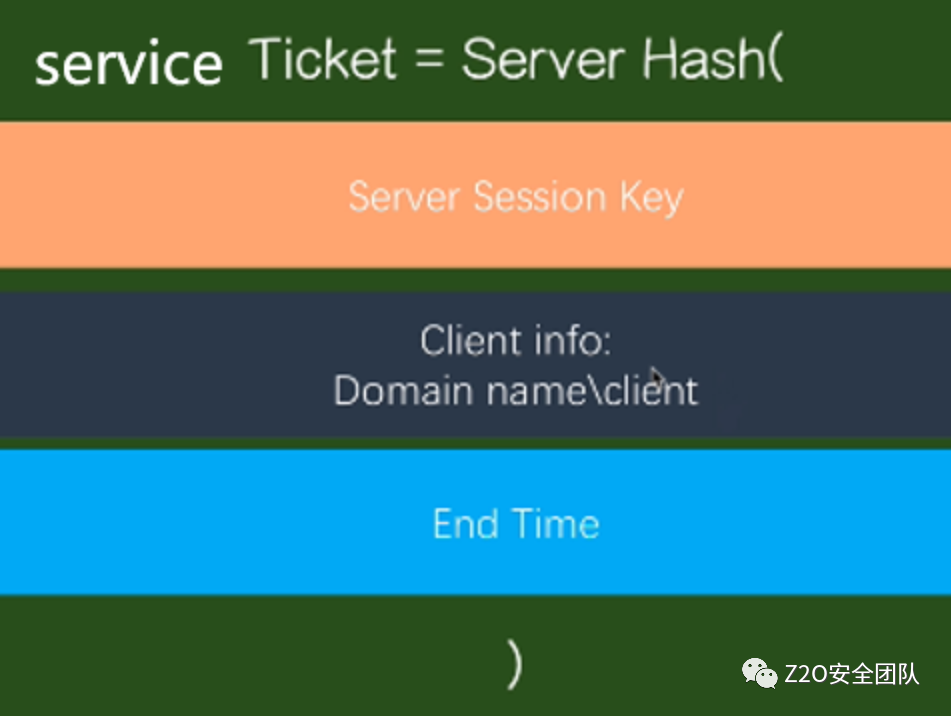 service Ticket = Server Hash(
Server Session Key
Client info:
Domain name\client
End Time
)
Z2O安全团队